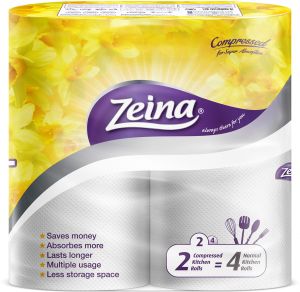 Compressed
for Super Absorption
Zeina®
always there for you
Saves money
Absorbes more
Lasts longer
Multiple usage
Less storage space
2 4
2 Compressed Kitchen Rolls = 4 Normal Kitchen Rolls
Zeina